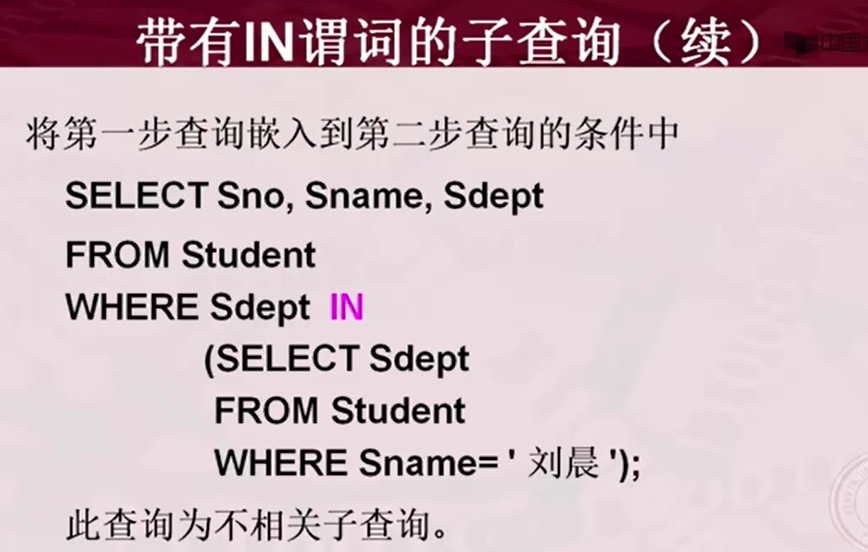 带有IN谓词的子查询（续）
中国
将第一步查询嵌入到第二步查询的条件中
SELECT Sno, Sname, Sdept
FROM Student
WHERE Sdept IN
(SELECT Sdept
FROM Student
WHERE Sname= ' 刘晨 ');
此查询为不相关子查询。